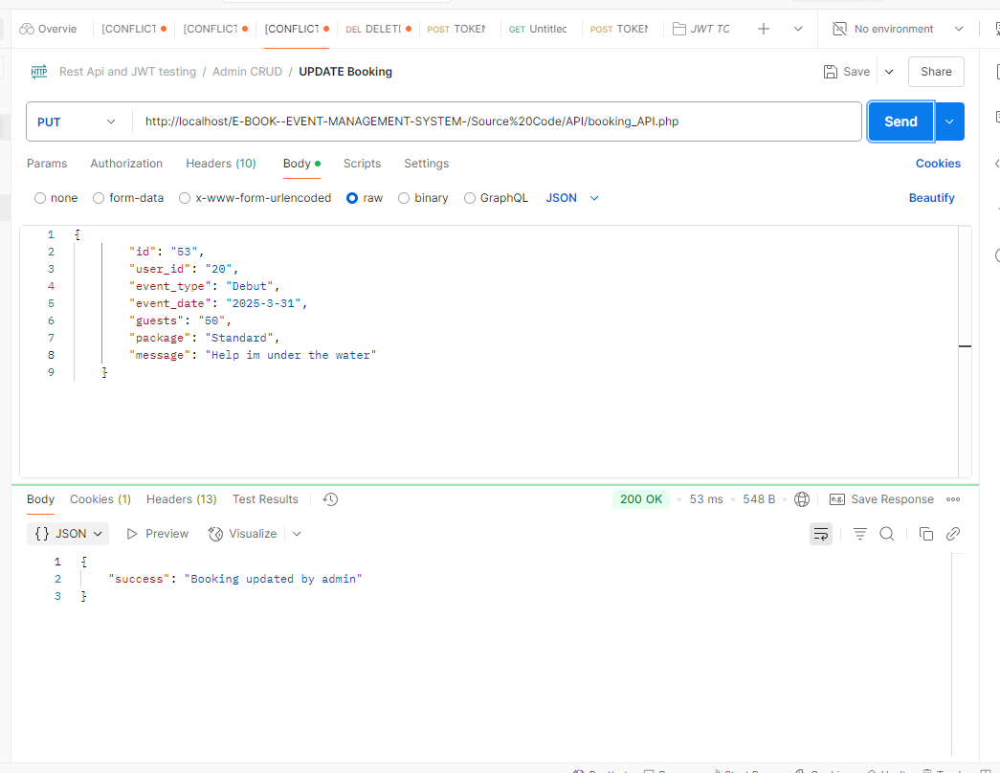 Overvie [CONFLICT [CONFLICT [CONFLICT DEL DELET POST TOKEN GET Untitlec POST TOKEN JWT TO No environment
HTTP Rest Api and JWT testing / Admin CRUD / UPDATE Booking Save Share
PUT http://localhost/E-BOOK--EVENT-MANAGEMENT-SYSTEM-/Source%20Code/API/booking_API.php Send
Params Authorization Headers (10) Body Scripts Settings Cookies
none form-data x-www-form-urlencoded raw binary GraphQL JSON Beautify
1 {
2 "id": "53",
3 "user_id": "20",
4 "event_type": "Debut",
5 "event_date": "2025-3-31",
6 "guests": "50",
7 "package": "Standard",
8 "message": "Help im under the water"
9 }
Body Cookies (1) Headers (13) Test Results 200 OK • 53 ms • 548 B • e.g. Save Response
{} JSON Preview Visualize
1 {
2 "success": "Booking updated by admin"
3 }